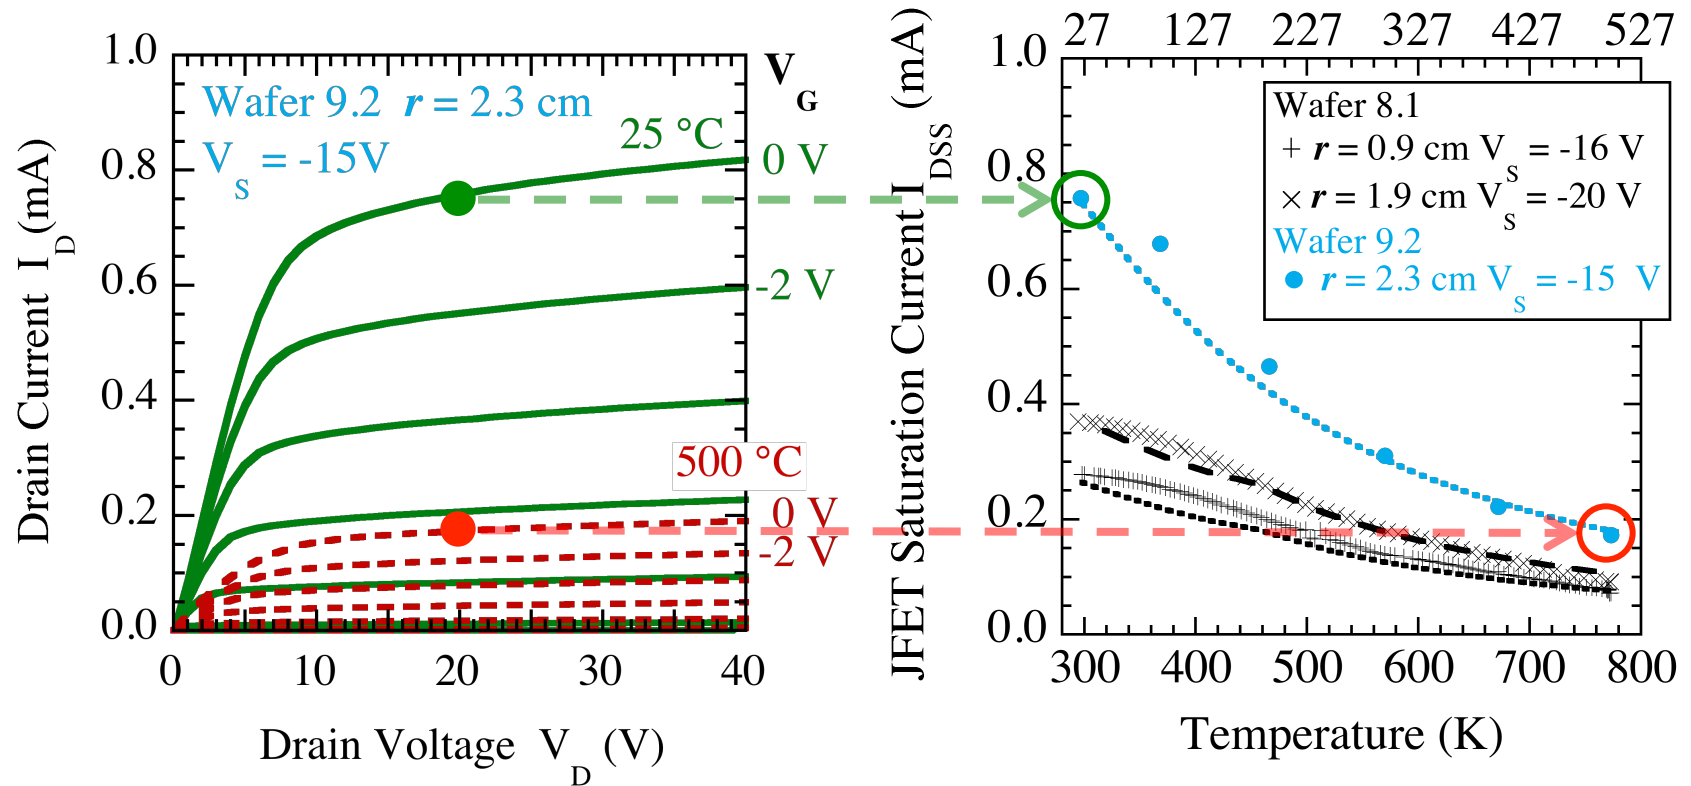 27 127 227 327 427 527
1.0
0.8
0.6
0.4
0.2
0.0
0 10 20 30 40
Drain Current I_D (mA)
Drain Voltage V_D (V)
Wafer 9.2 r = 2.3 cm
V_S = -15V
V_G
25 °C
0 V
-2 V
500 °C
0 V
-2 V
JFET Saturation Current I_DSS (mA)
1.0
0.8
0.6
0.4
0.2
0.0
300 400 500 600 700 800
Temperature (K)
Wafer 8.1
+ r = 0.9 cm V_S = -16 V
× r = 1.9 cm V_S = -20 V
Wafer 9.2
● r = 2.3 cm V_S = -15 V